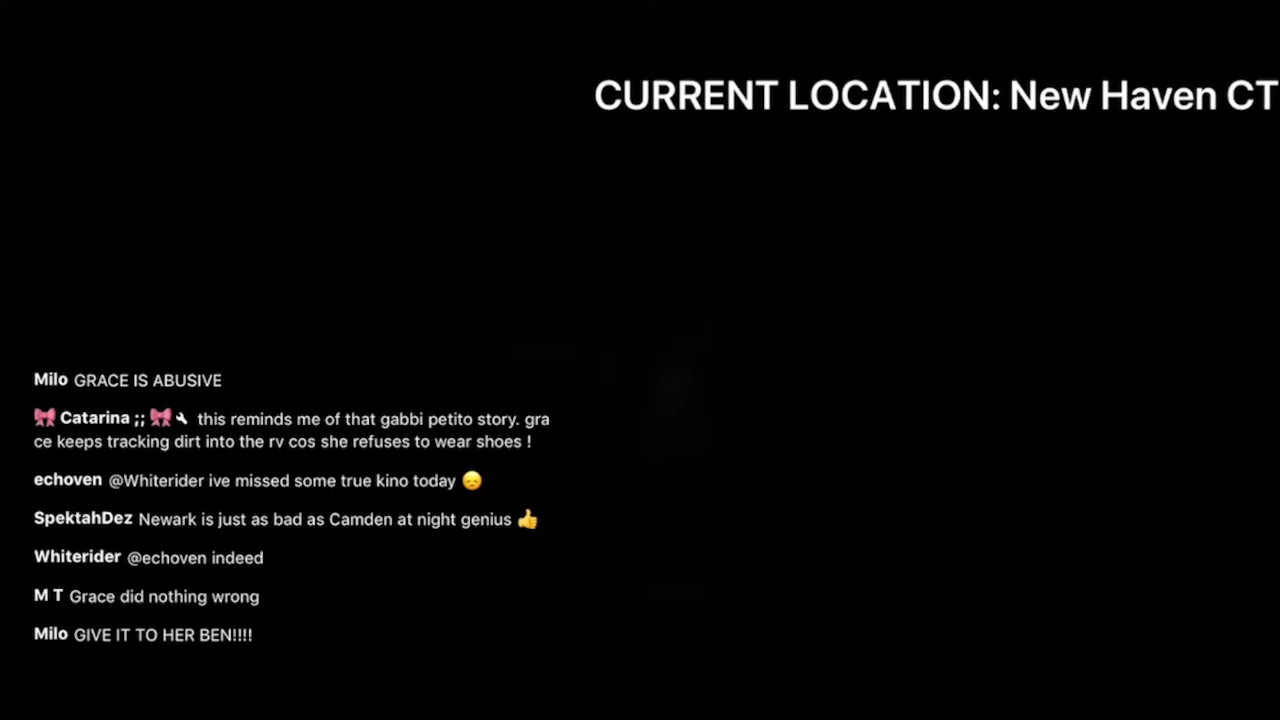 CURRENT LOCATION: New Haven CT
Milo GRACE IS ABUSIVE
🎀 Catarina ;; 🎀🔧 this reminds me of that gabbi petito story. gra
ce keeps tracking dirt into the rv cos she refuses to wear shoes !
echoven @Whiterider ive missed some true kino today 😞
SpektahDez Newark is just as bad as Camden at night genius 👍
Whiterider @echoven indeed
M T Grace did nothing wrong
Milo GIVE IT TO HER BEN!!!!